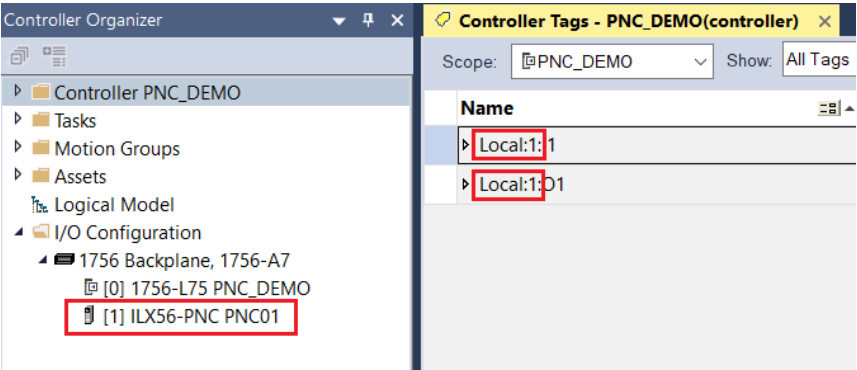 Controller Organizer
Controller PNC_DEMO
Tasks
Motion Groups
Assets
Logical Model
I/O Configuration
1756 Backplane, 1756-A7
[0] 1756-L75 PNC_DEMO
[1] ILX56-PNC PNC01
Controller Tags - PNC_DEMO(controller)
Scope: PNC_DEMO Show: All Tags
Name
Local:1:I1
Local:1:O1